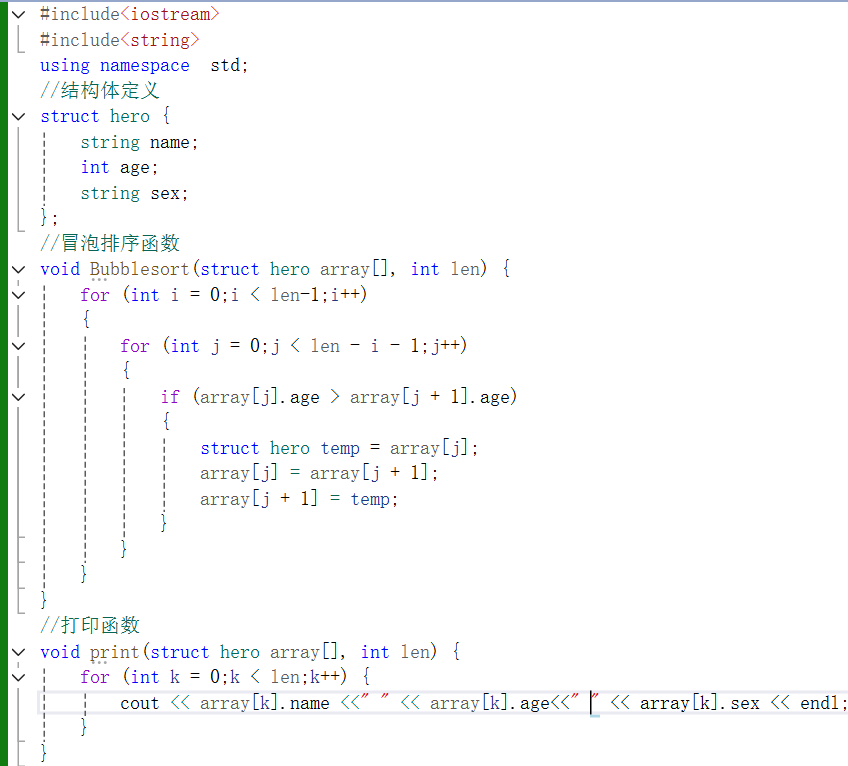 #include<iostream>
#include<string>
using namespace  std;
//结构体定义
struct hero {
    string name;
    int age;
    string sex;
};
//冒泡排序函数
void Bubblesort(struct hero array[], int len) {
    for (int i = 0;i < len-1;i++)
    {
        for (int j = 0;j < len - i - 1;j++)
        {
            if (array[j].age > array[j + 1].age)
            {
                struct hero temp = array[j];
                array[j] = array[j + 1];
                array[j + 1] = temp;
            }
        }
    }
}
//打印函数
void print(struct hero array[], int len) {
    for (int k = 0;k < len;k++) {
        cout << array[k].name <<" " << array[k].age<<" " << array[k].sex << endl;
    }
}